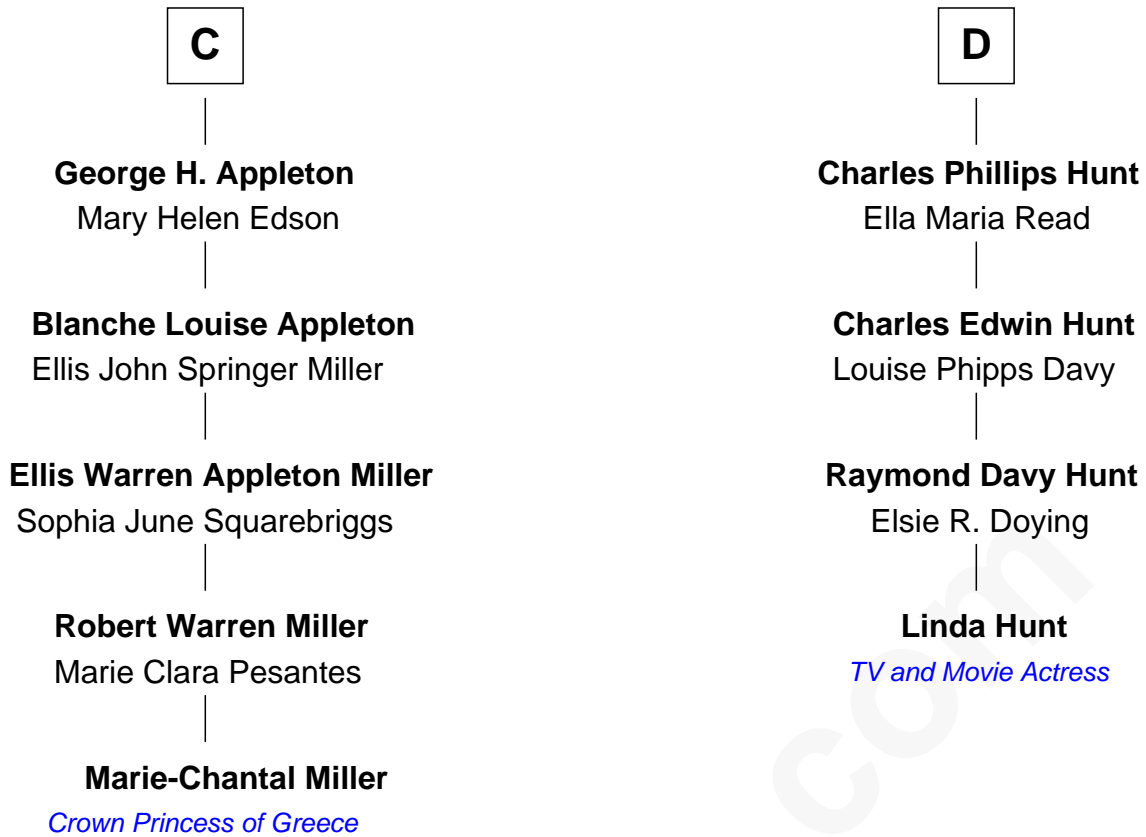 C
George H. Appleton
Mary Helen Edson
Blanche Louise Appleton
Ellis John Springer Miller
Ellis Warren Appleton Miller
Sophia June Squarebriggs
Robert Warren Miller
Marie Clara Pesantes
Marie-Chantal Miller
Crown Princess of Greece
D
Charles Phillips Hunt
Ella Maria Read
Charles Edwin Hunt
Louise Phipps Davy
Raymond Davy Hunt
Elsie R. Doying
Linda Hunt
TV and Movie Actress
com